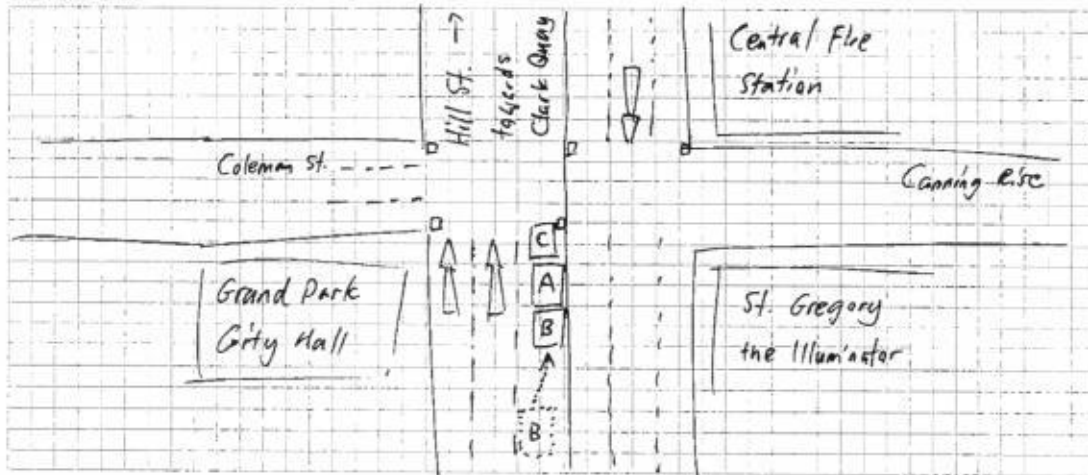 Hill St. →
towards
Clark Quay
Central Fire
Station
Coleman St.
Canning Rise
C
A
B
B
Grand Park
City Hall
St. Gregory
the Illuminator